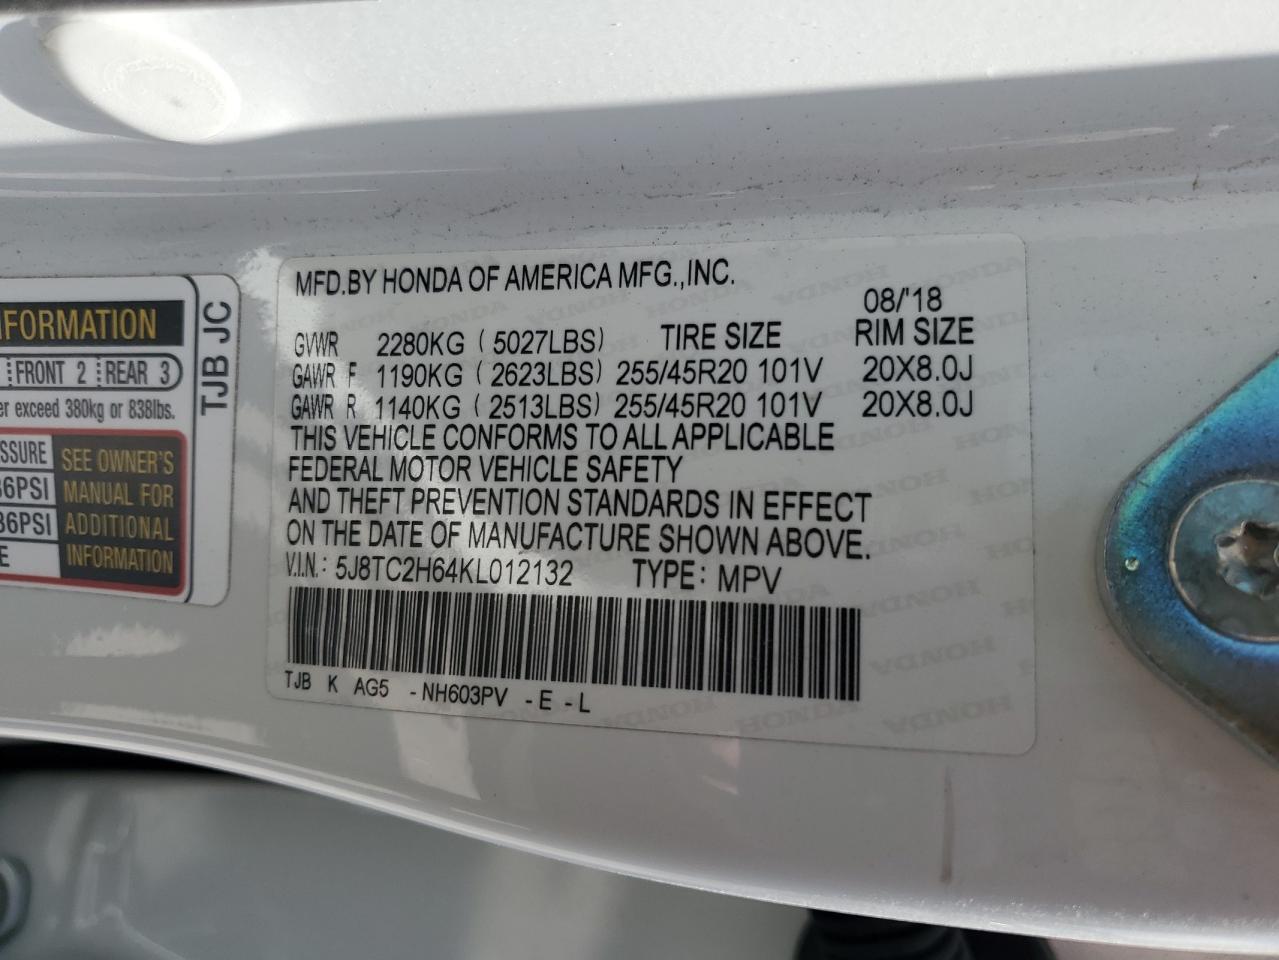 NFORMATION
FRONT 2 REAR 3
er exceed 380kg or 838lbs.
SSURE
36PSI
36PSI
E
SEE OWNER'S
MANUAL FOR
ADDITIONAL
INFORMATION
TJB JC
MFD.BY HONDA OF AMERICA MFG.,INC.
08/'18
GVWR 2280KG ( 5027LBS) TIRE SIZE RIM SIZE
GAWR F 1190KG ( 2623LBS) 255/45R20 101V 20X8.0J
GAWR R 1140KG ( 2513LBS) 255/45R20 101V 20X8.0J
THIS VEHICLE CONFORMS TO ALL APPLICABLE
FEDERAL MOTOR VEHICLE SAFETY
AND THEFT PREVENTION STANDARDS IN EFFECT
ON THE DATE OF MANUFACTURE SHOWN ABOVE.
V.I.N.: 5J8TC2H64KL012132 TYPE: MPV
TJB K AG5 -NH603PV -E -L